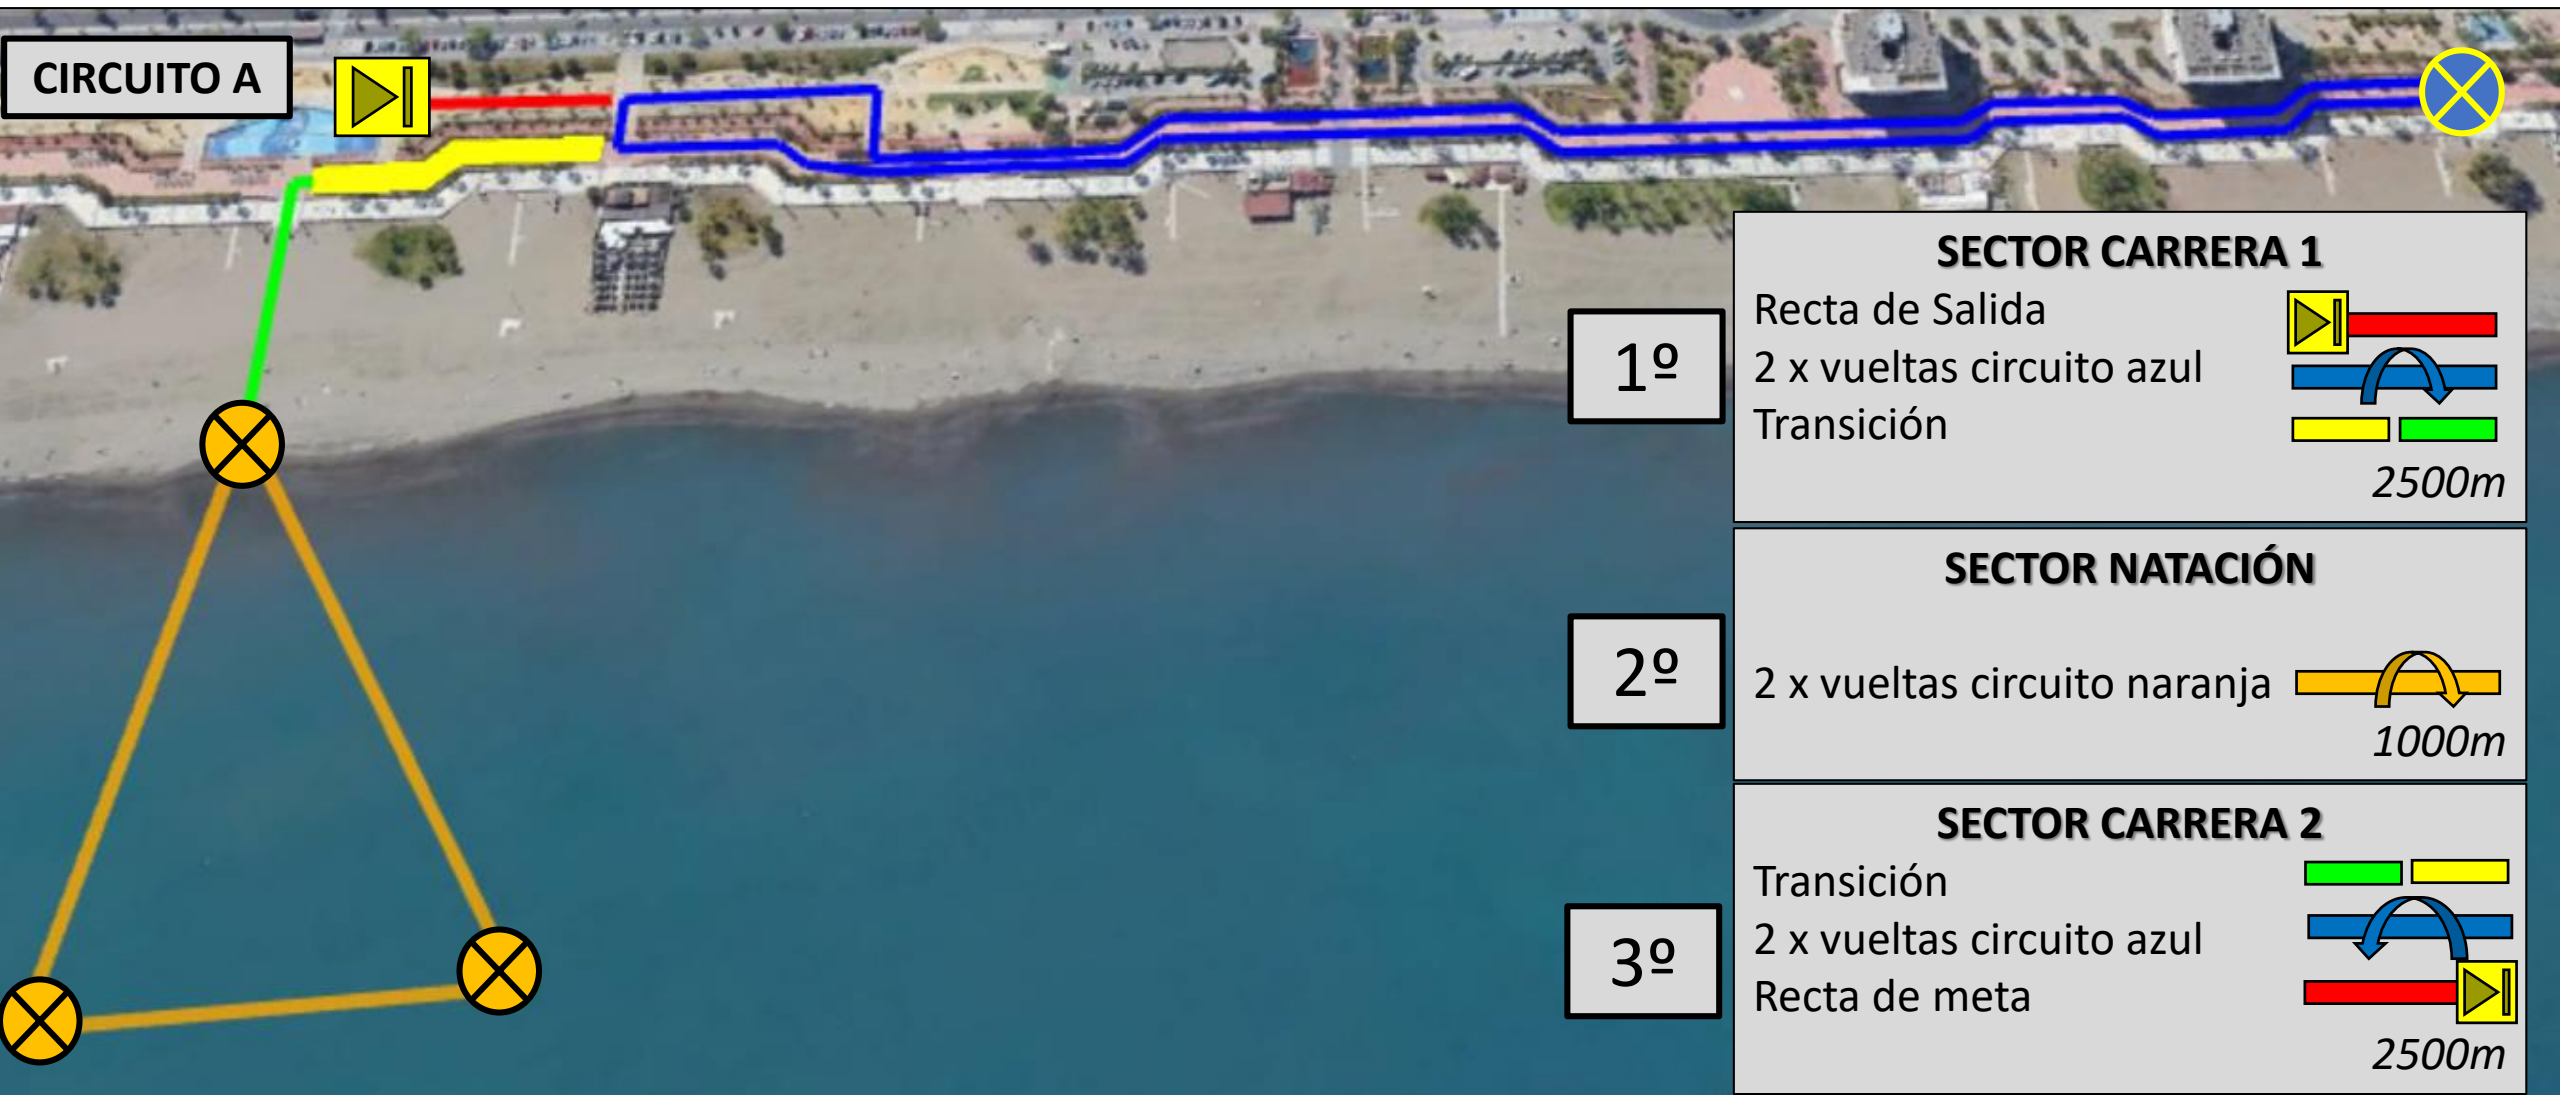 CIRCUITO A
1º
SECTOR CARRERA 1
Recta de Salida
2 x vueltas circuito azul
Transición
2500m
2º
SECTOR NATACIÓN
2 x vueltas circuito naranja
1000m
3º
SECTOR CARRERA 2
Transición
2 x vueltas circuito azul
Recta de meta
2500m